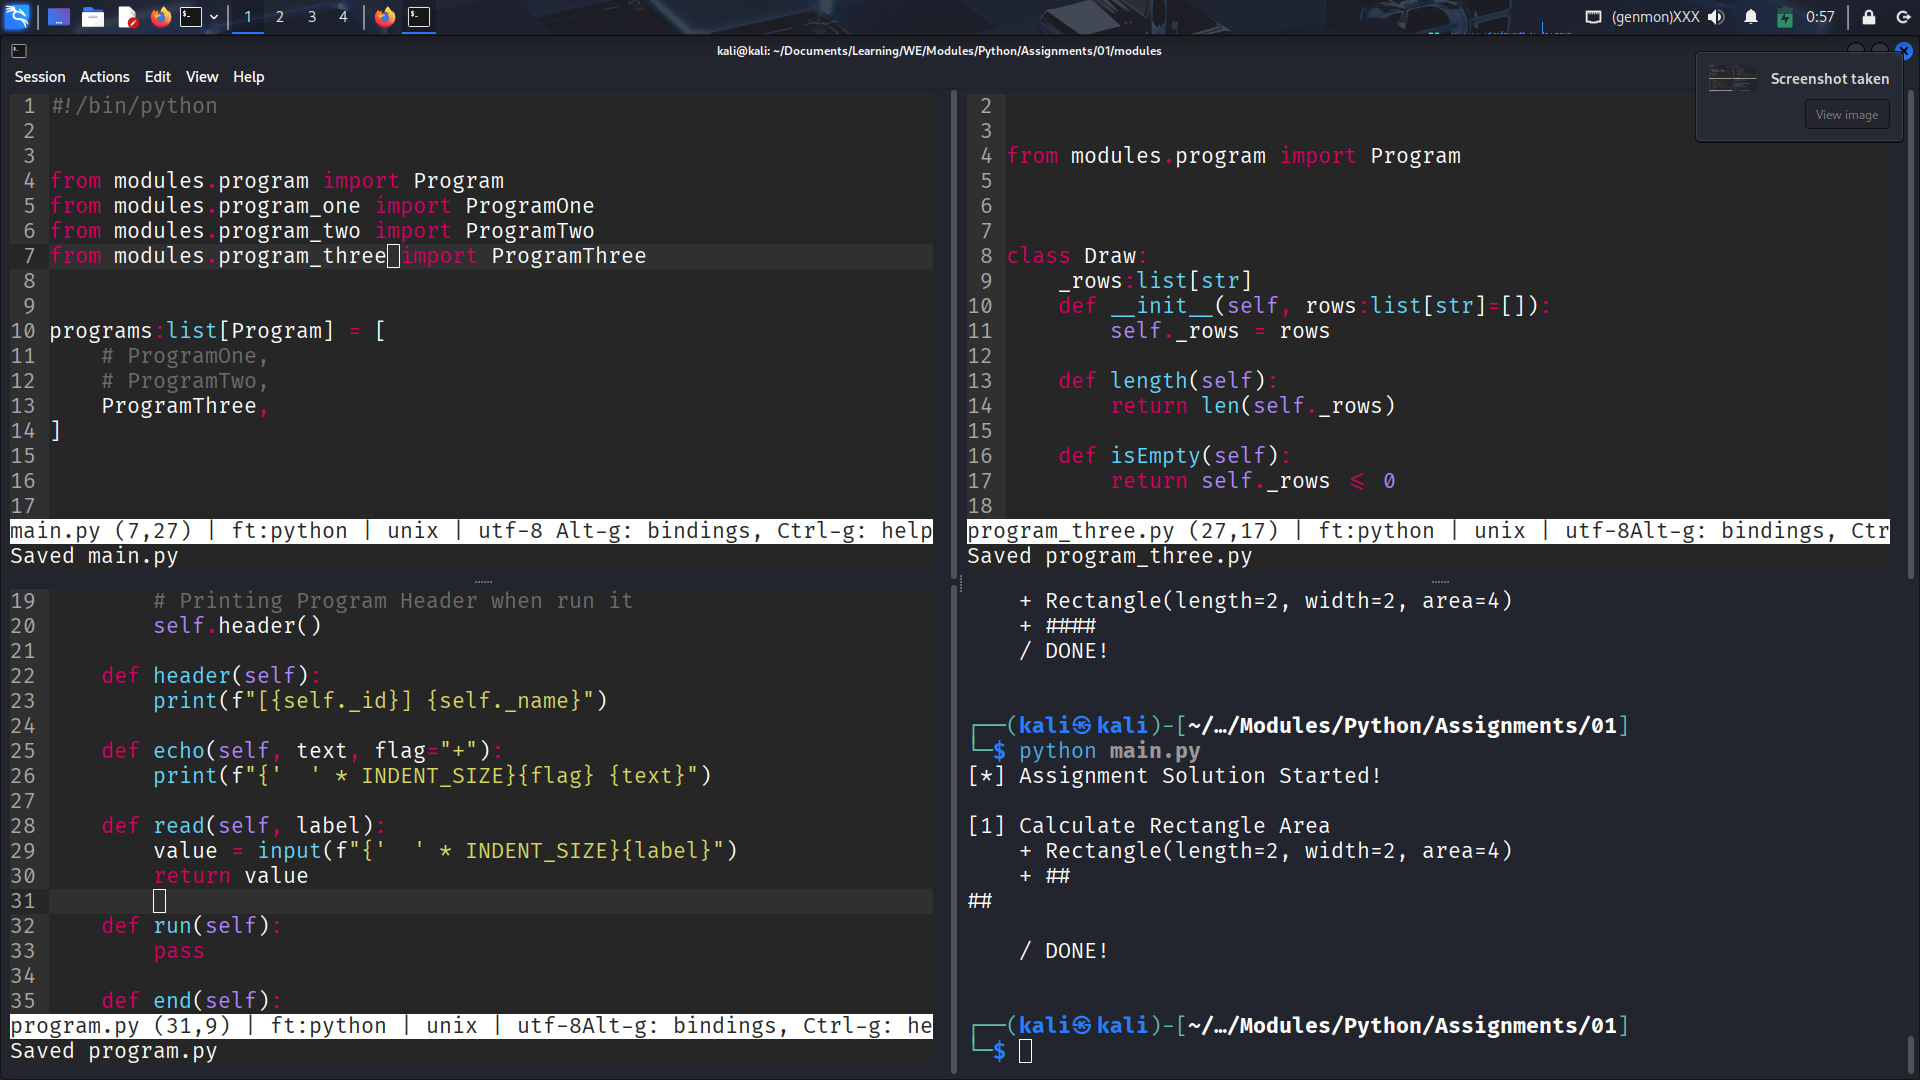 1 2 3 4 (genmon)XXX 0:57
kali@kali: ~/Documents/Learning/WE/Modules/Python/Assignments/01/modules
Session Actions Edit View Help
Screenshot taken
View image
1 #!/bin/python
2
3
4 from modules.program import Program
5 from modules.program_one import ProgramOne
6 from modules.program_two import ProgramTwo
7 from modules.program_three import ProgramThree
8
9
10 programs:list[Program] = [
11     # ProgramOne,
12     # ProgramTwo,
13     ProgramThree,
14 ]
15
16
17
main.py (7,27) | ft:python | unix | utf-8 Alt-g: bindings, Ctrl-g: help
Saved main.py
2
3
4 from modules.program import Program
5
6
7
8 class Draw:
9     _rows:list[str]
10     def __init__(self, rows:list[str]=[]):
11         self._rows = rows
12
13     def length(self):
14         return len(self._rows)
15
16     def isEmpty(self):
17         return self._rows <= 0
18
program_three.py (27,17) | ft:python | unix | utf-8Alt-g: bindings, Ctr
Saved program_three.py
19         # Printing Program Header when run it
20         self.header()
21
22     def header(self):
23         print(f"[{self._id}] {self._name}")
24
25     def echo(self, text, flag="+"):
26         print(f"{'  ' * INDENT_SIZE}{flag} {text}")
27
28     def read(self, label):
29         value = input(f"{'  ' * INDENT_SIZE}{label}")
30         return value
31
32     def run(self):
33         pass
34
35     def end(self):
program.py (31,9) | ft:python | unix | utf-8Alt-g: bindings, Ctrl-g: he
Saved program.py
    + Rectangle(length=2, width=2, area=4)
    + ####
    / DONE!
┌──(kali㉿kali)-[~/…/Modules/Python/Assignments/01]
└─$ python main.py
[*] Assignment Solution Started!
[1] Calculate Rectangle Area
    + Rectangle(length=2, width=2, area=4)
    + ##
##
    / DONE!
┌──(kali㉿kali)-[~/…/Modules/Python/Assignments/01]
└─$